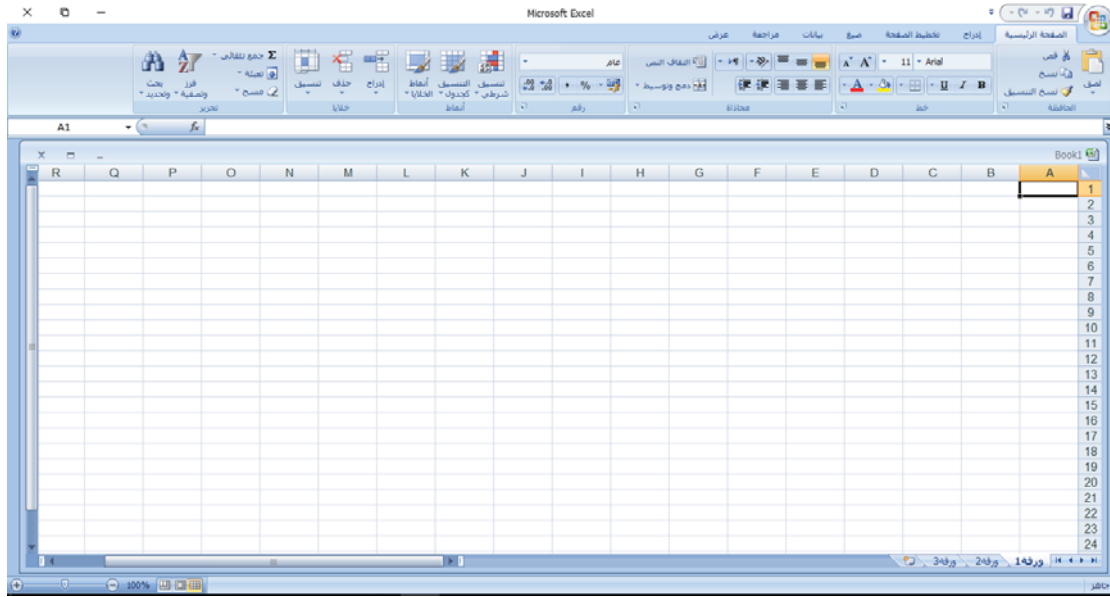 Microsoft Excel
الصفحة الرئيسية إدراج تخطيط الصفحة صيغ بيانات مراجعة عرض
لصق
قص
نسخ
نسخ التنسيق
الحافظة
Arial 11
B I U
خط
التفاف النص
دمج وتوسيط
محاذاة
عام
%
رقم
تنسيق شرطي
التنسيق كجدول
أنماط الخلايا
أنماط
إدراج حذف تنسيق
خلايا
Σ جمع تلقائي
تعبئة
مسح
فرز وتصفية
بحث وتحديد
تحرير
A1 fx
Book1
A B C D E F G H I J K L M N O P Q R
1
2
3
4
5
6
7
8
9
10
11
12
13
14
15
16
17
18
19
20
21
22
23
24
ورقة1 ورقة2 ورقة3
جاهز 100%